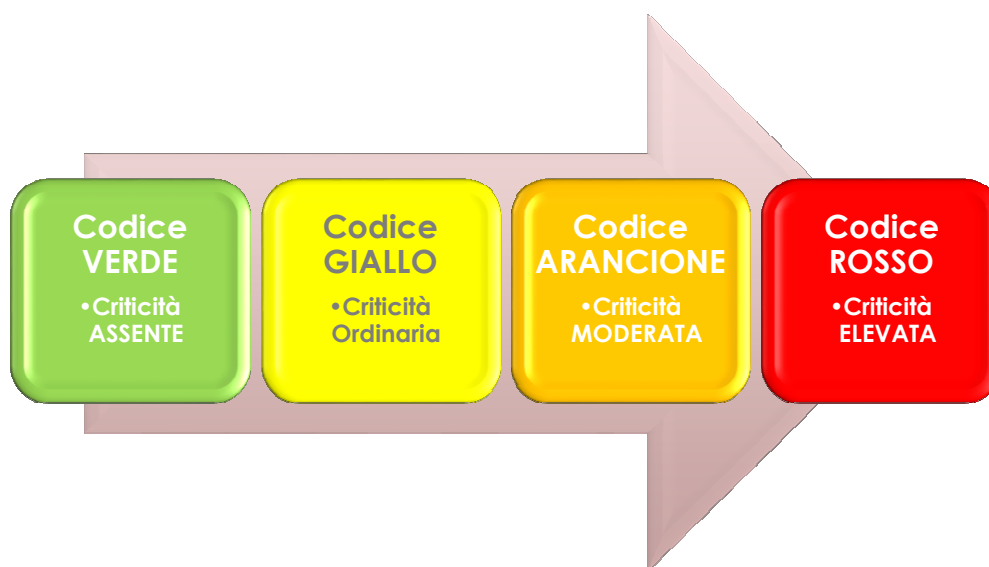 Codice
VERDE
•Criticità
ASSENTE
Codice
GIALLO
•Criticità
Ordinaria
Codice
ARANCIONE
•Criticità
MODERATA
Codice
ROSSO
•Criticità
ELEVATA